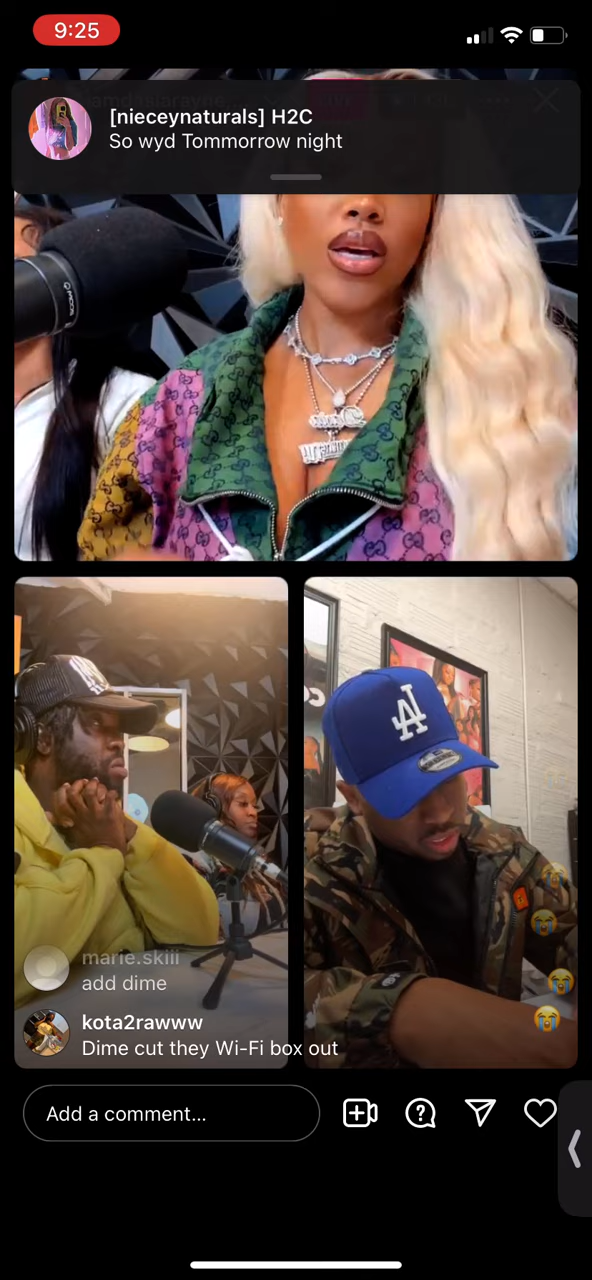 9:25
[nieceynaturals] H2C
So wyd Tommorrow night
marie.skiii
add dime
kota2rawww
Dime cut they Wi-Fi box out
Add a comment...